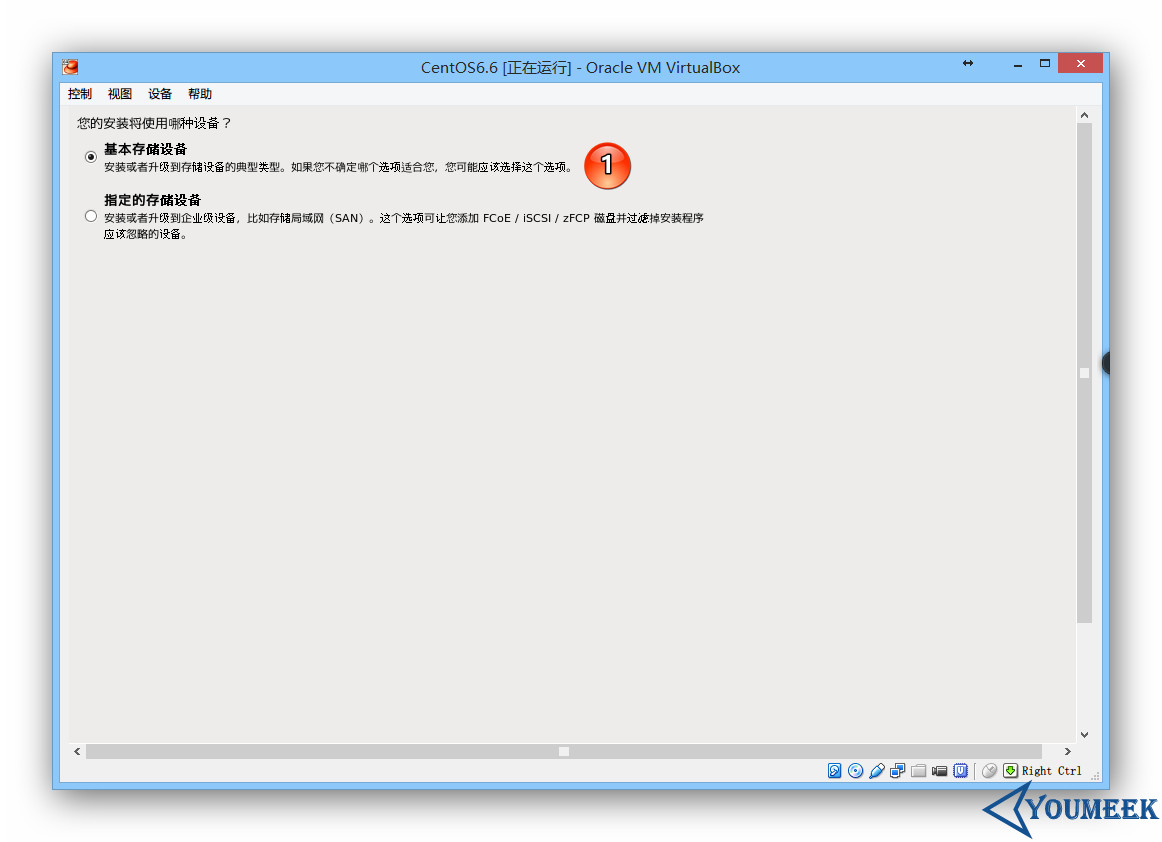 CentOS6.6 [正在运行] - Oracle VM VirtualBox
控制 视图 设备 帮助
您的安装将使用哪种设备？
基本存储设备
安装或者升级到存储设备的典型类型。如果您不确定哪个选项适合您，您可能应该选择这个选项。
1
指定的存储设备
安装或者升级到企业级设备，比如存储局域网（SAN）。这个选项可让您添加 FCoE / iSCSI / zFCP 磁盘并过滤掉安装程序
应该忽略的设备。
Right Ctrl
YOUMEEK